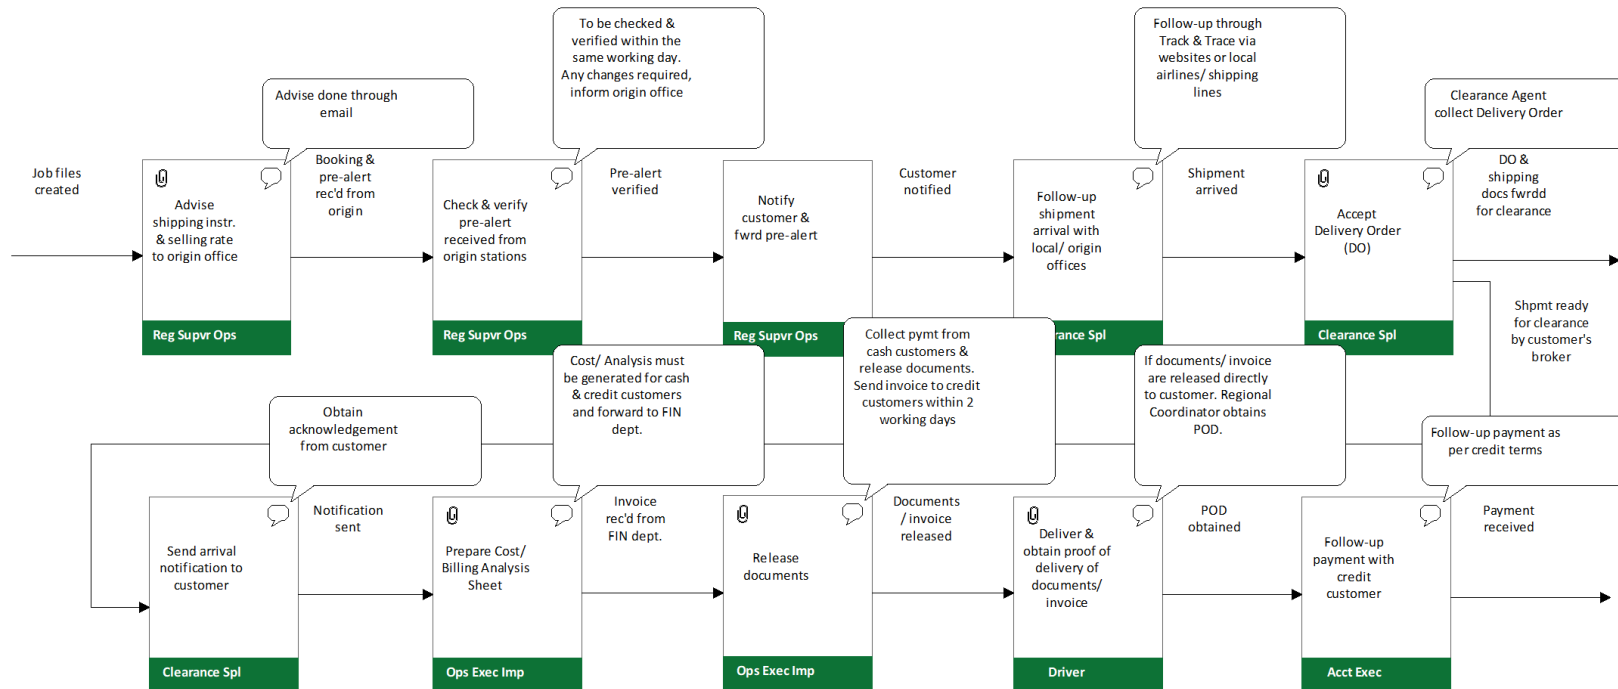 To be checked &
verified within the
same working day.
Any changes required,
inform origin office
Follow-up through
Track & Trace via
websites or local
airlines/ shipping
lines
Advise done through
email
Clearance Agent
collect Delivery Order
Job files
created
Advise
shipping instr.
& selling rate
to origin office
Reg Supvr Ops
Booking &
pre-alert
rec'd from
origin
Check & verify
pre-alert
received from
origin stations
Reg Supvr Ops
Pre-alert
verified
Notify
customer &
fwrd pre-alert
Reg Supvr Ops
Customer
notified
Follow-up
shipment
arrival with
local/ origin
offices
rance Spl
Shipment
arrived
Accept
Delivery Order
(DO)
Clearance Spl
DO &
shipping
docs fwrdd
for clearance
Shpmt ready
for clearance
by customer's
broker
Obtain
acknowledgement
from customer
Cost/ Analysis must
be generated for cash
& credit customers
and forward to FIN
dept.
Collect pymt from
cash customers &
release documents.
Send invoice to credit
customers within 2
working days
If documents/ invoice
are released directly
to customer. Regional
Coordinator obtains
POD.
Follow-up payment as
per credit terms
Send arrival
notification to
customer
Clearance Spl
Notification
sent
Prepare Cost/
Billing Analysis
Sheet
Ops Exec Imp
Invoice
rec'd from
FIN dept.
Release
documents
Ops Exec Imp
Documents
/ invoice
released
Deliver &
obtain proof of
delivery of
documents/
invoice
Driver
POD
obtained
Follow-up
payment with
credit
customer
Acct Exec
Payment
received